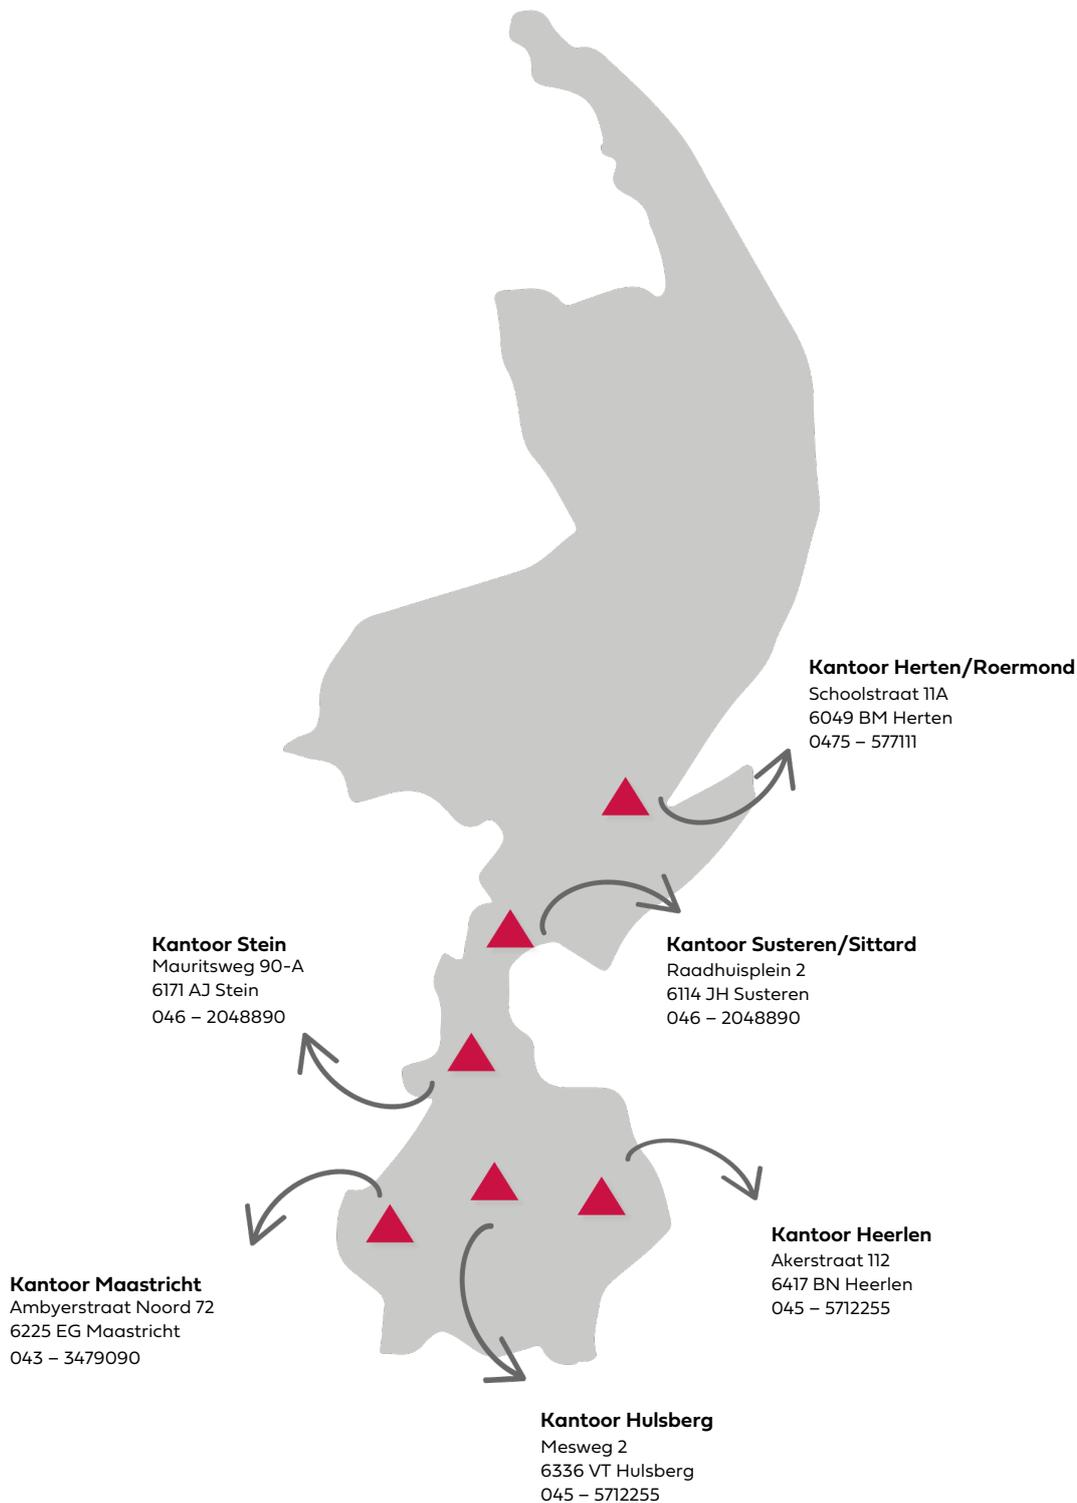 Kantoor Herten/Roermond
Schoolstraat 11A
6049 BM Herten
0475 – 577111
Kantoor Stein
Mauritsweg 90-A
6171 AJ Stein
046 – 2048890
Kantoor Susteren/Sittard
Raadhuisplein 2
6114 JH Susteren
046 – 2048890
Kantoor Heerlen
Akerstraat 112
6417 BN Heerlen
045 – 5712255
Kantoor Maastricht
Ambyerstraat Noord 72
6225 EG Maastricht
043 – 3479090
Kantoor Hulsberg
Mesweg 2
6336 VT Hulsberg
045 – 5712255